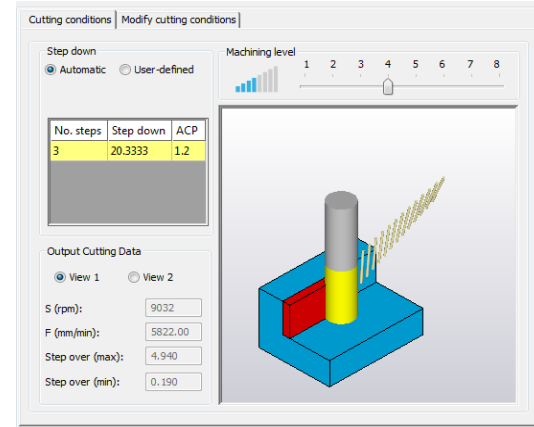 Cutting conditions Modify cutting conditions
Step down
Automatic User-defined
No. steps Step down ACP
3 20.3333 1.2
Machining level
1 2 3 4 5 6 7 8
Output Cutting Data
View 1 View 2
S (rpm): 9032
F (mm/min): 5822.00
Step over (max): 4.940
Step over (min): 0.190